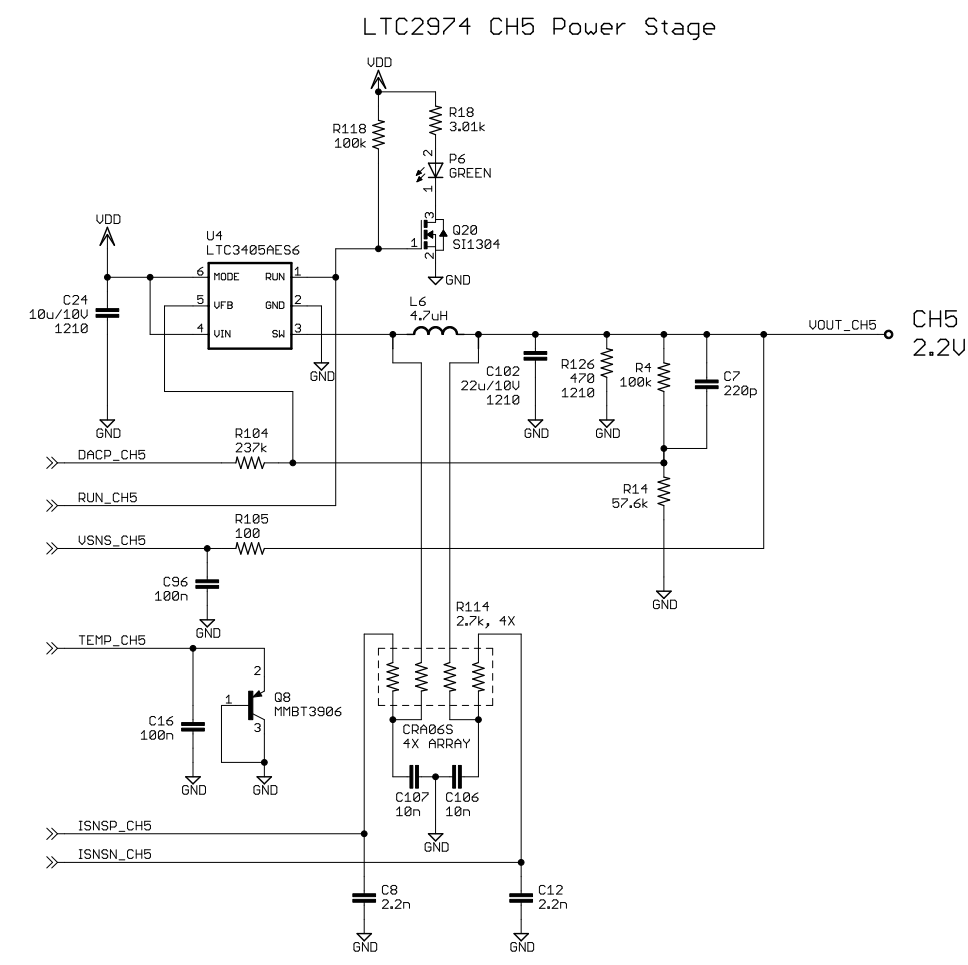 LTC2974 CH5 Power Stage
VDD
R18
3.01k
R118
100k
2
P6
GREEN
1
3
Q20
SI1304
1
2
GND
VDD
U4
LTC3405AES6
6 MODE RUN 1
5 VFB GND 2
4 VIN SW 3
C24
10u/10V
1210
GND
GND
L6
4.7uH
VOUT_CH5
CH5
2.2V
C102
22u/10V
1210
R126
470
1210
R4
100k
C7
220p
GND
GND
DACP_CH5
R104
237k
RUN_CH5
R14
57.6k
VSNS_CH5
R105
100
C96
100n
GND
GND
R114
2.7k, 4X
TEMP_CH5
2
1
Q8
MMBT3906
3
C16
100n
GND
GND
CRA06S
4X ARRAY
C107
10n
C106
10n
GND
ISNSP_CH5
ISNSN_CH5
C8
2.2n
C12
2.2n
GND
GND